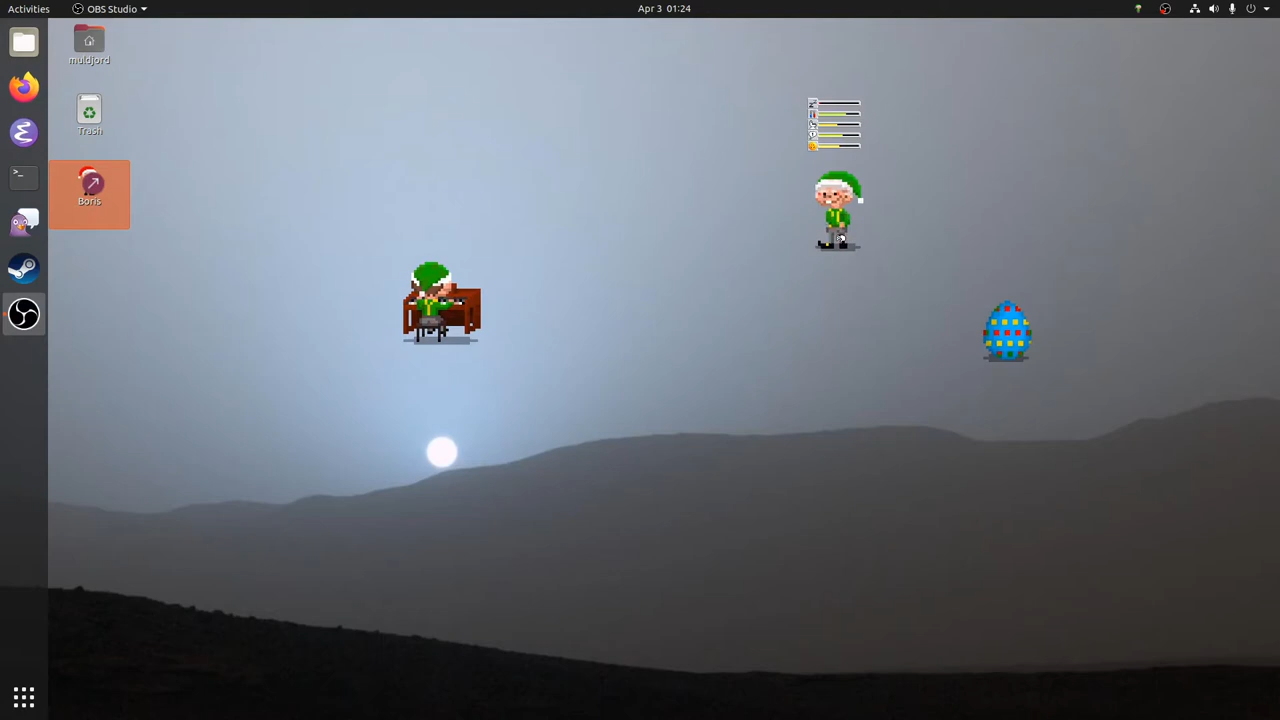 Activities
OBS Studio
Apr 3 01:24
muldjord
Trash
Boris